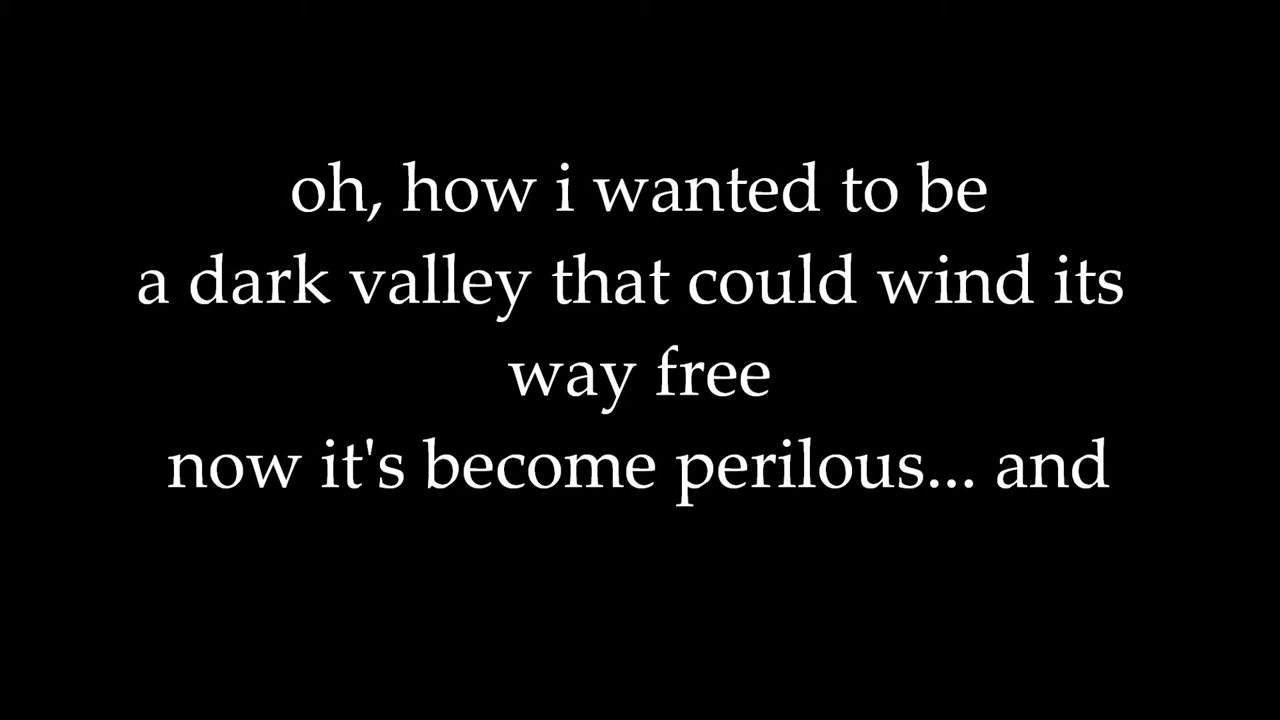 oh, how i wanted to be
a dark valley that could wind its
way free
now it's become perilous... and